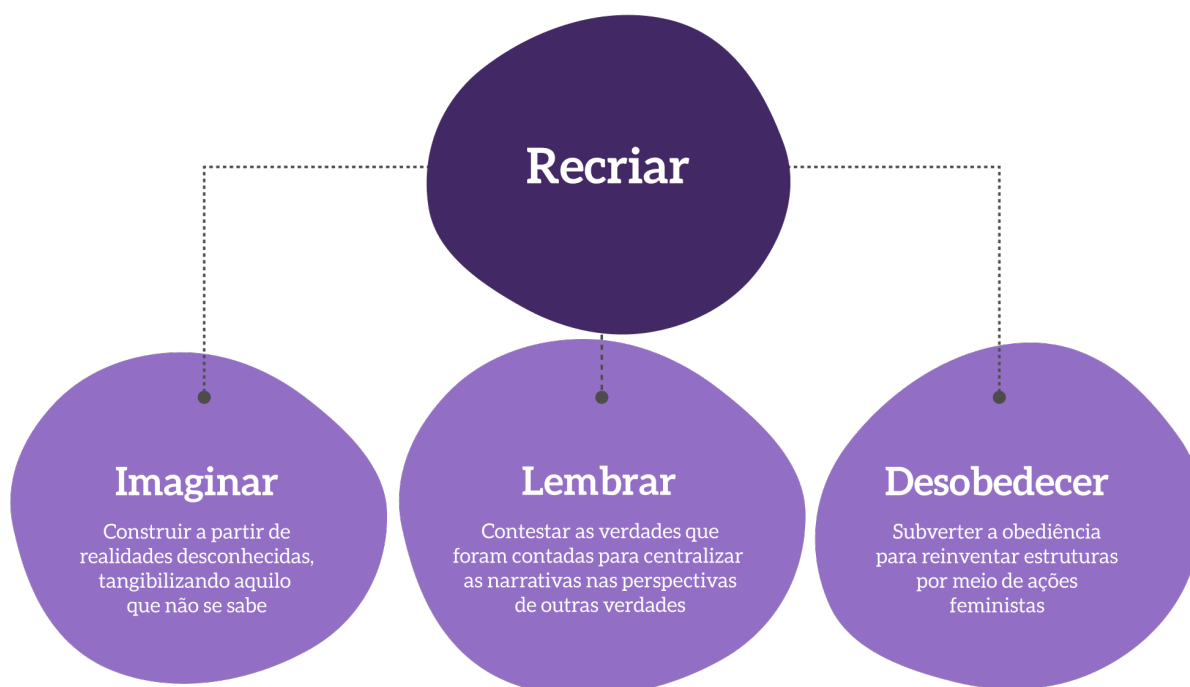 Recriar
Imaginar
Construir a partir de
realidades desconhecidas,
tangibilizando aquilo
que não se sabe
Lembrar
Contestar as verdades que
foram contadas para centralizar
as narrativas nas perspectivas
de outras verdades
Desobedecer
Subverter a obediência
para reinventar estruturas
por meio de ações
feministas